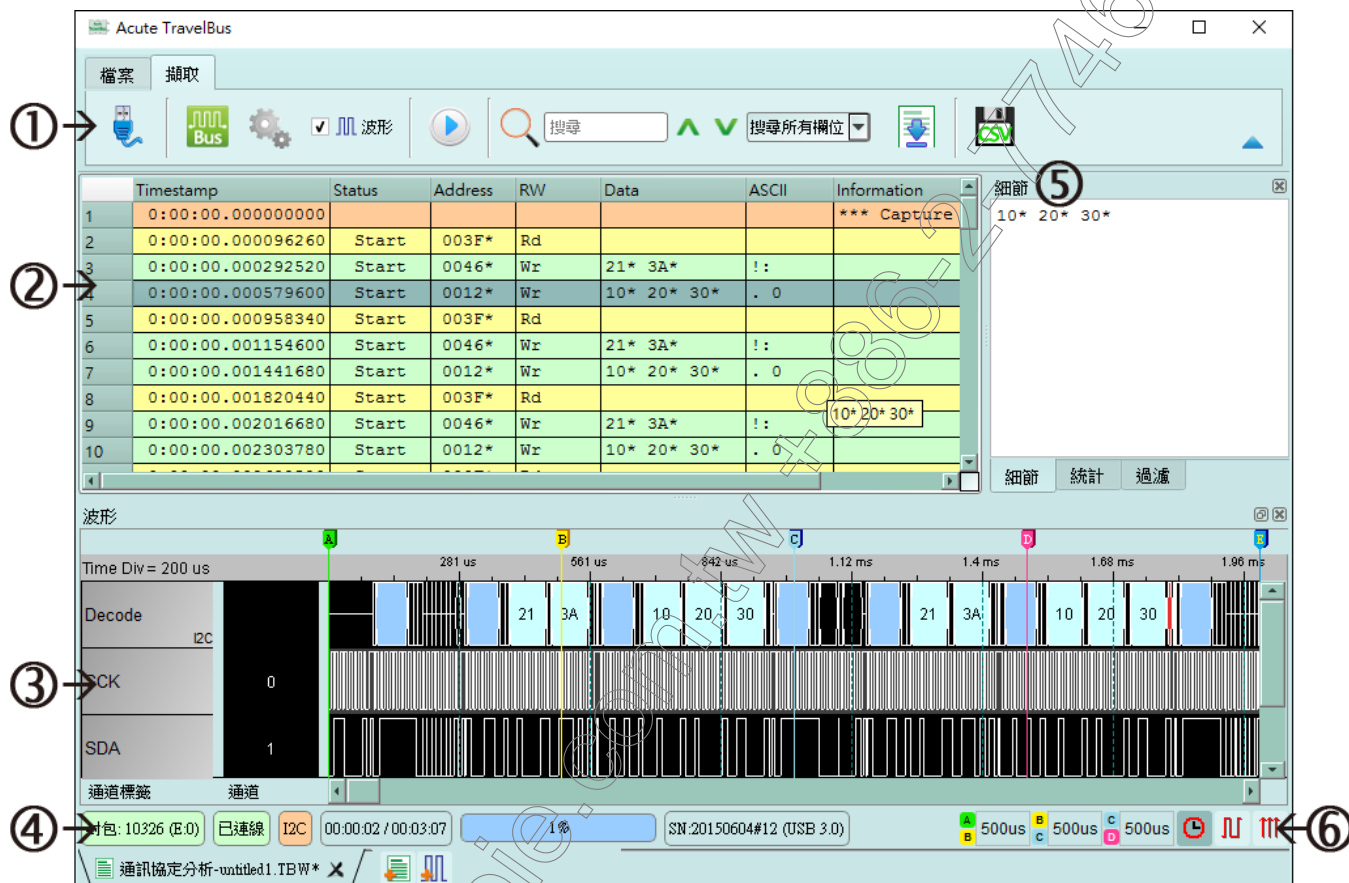 Acute TravelBus
檔案 擷取
① Bus 波形 搜尋 搜尋所有欄位 CSV
Timestamp Status Address RW Data ASCII Information
1 0:00:00.000000000 *** Capture
2 0:00:00.000096260 Start 003F* Rd
3 0:00:00.000292520 Start 0046* Wr 21* 3A* !:
② 4 0:00:00.000579600 Start 0012* Wr 10* 20* 30* . 0
5 0:00:00.000958340 Start 003F* Rd
6 0:00:00.001154600 Start 0046* Wr 21* 3A* !:
7 0:00:00.001441680 Start 0012* Wr 10* 20* 30* . 0
8 0:00:00.001820440 Start 003F* Rd
10* 20* 30*
9 0:00:00.002016680 Start 0046* Wr 21* 3A* !:
10 0:00:00.002303780 Start 0012* Wr 10* 20* 30* . 0
細節 ⑤
10* 20* 30*
細節 統計 過濾
波形
A B C D E
Time Div = 200 us 281 us 561 us 842 us 1.12 ms 1.4 ms 1.68 ms 1.96 ms
Decode 21 3A 10 20 30 21 3A 10 20 30
I2C
③ SCK 0
SDA 1
通道標籤 通道
④ 封包: 10326 (E:0) 已連線 I2C 00:00:02 / 00:03:07 1% SN:20150604#12 (USB 3.0) A B 500us B C 500us C D 500us ⑥
通訊協定分析-untitled1.TBW*